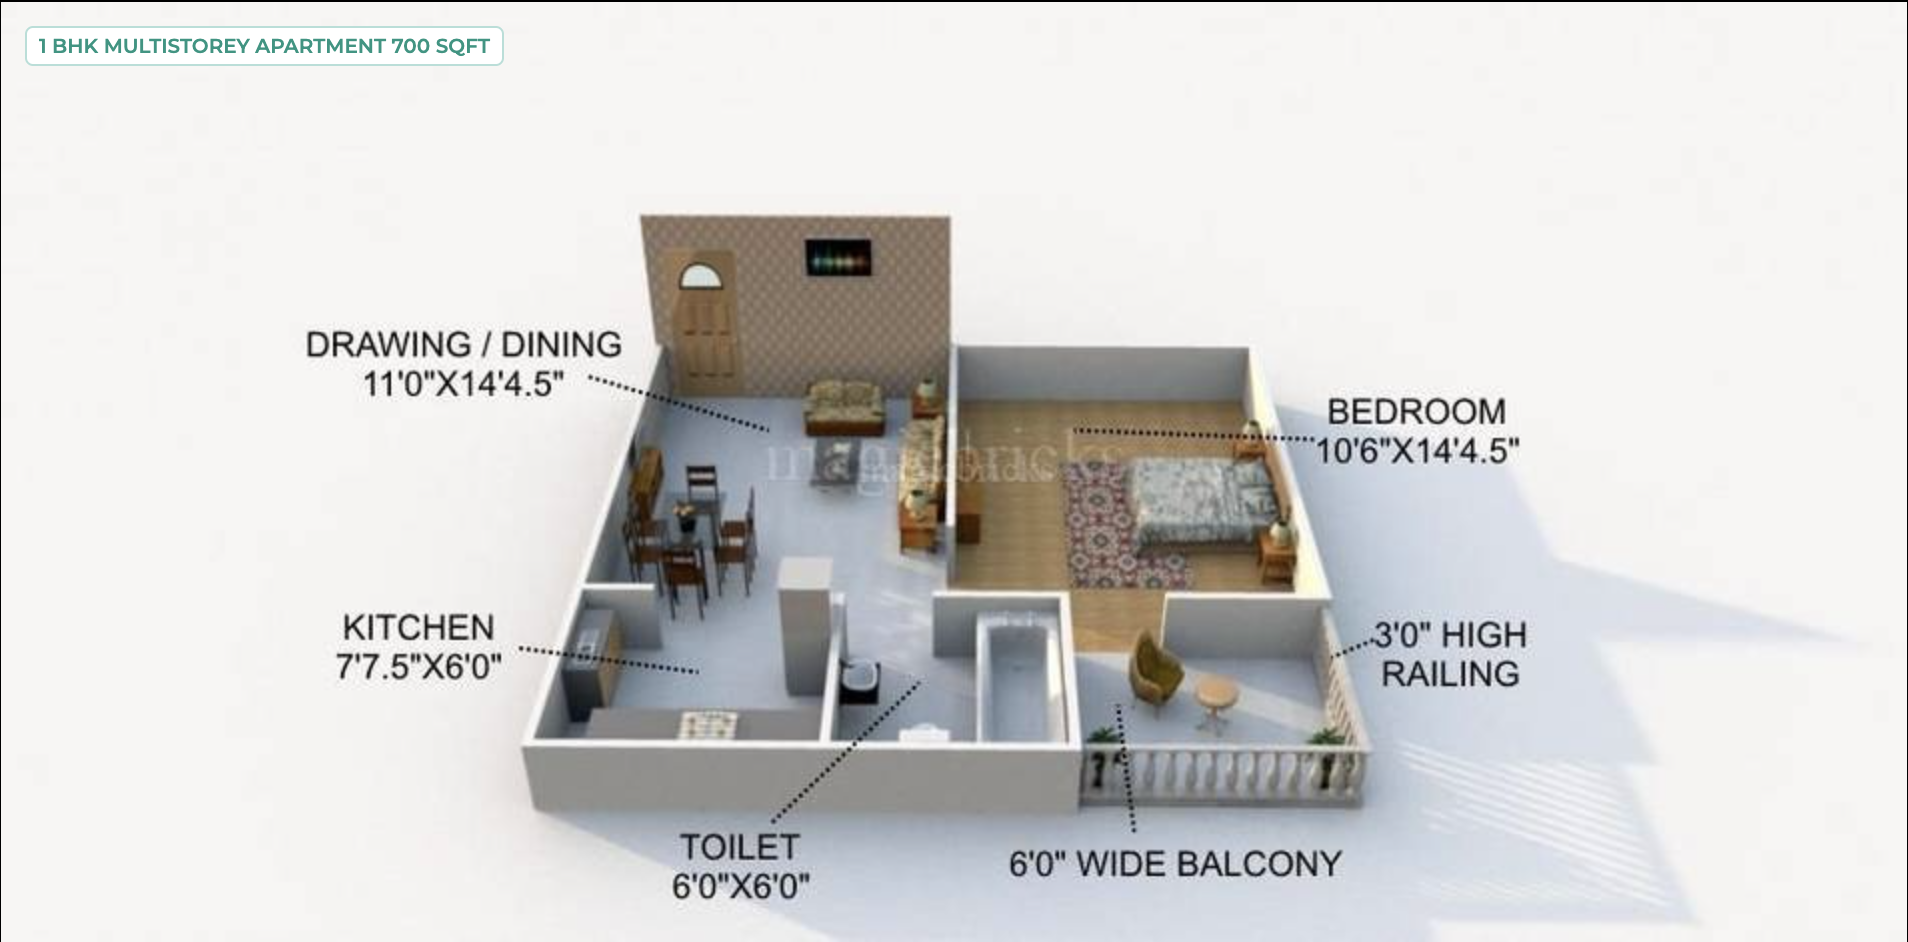 1 BHK MULTISTOREY APARTMENT 700 SQFT
DRAWING / DINING
11'0"X14'4.5"
BEDROOM
10'6"X14'4.5"
KITCHEN
7'7.5"X6'0"
3'0" HIGH
RAILING
TOILET
6'0"X6'0"
6'0" WIDE BALCONY